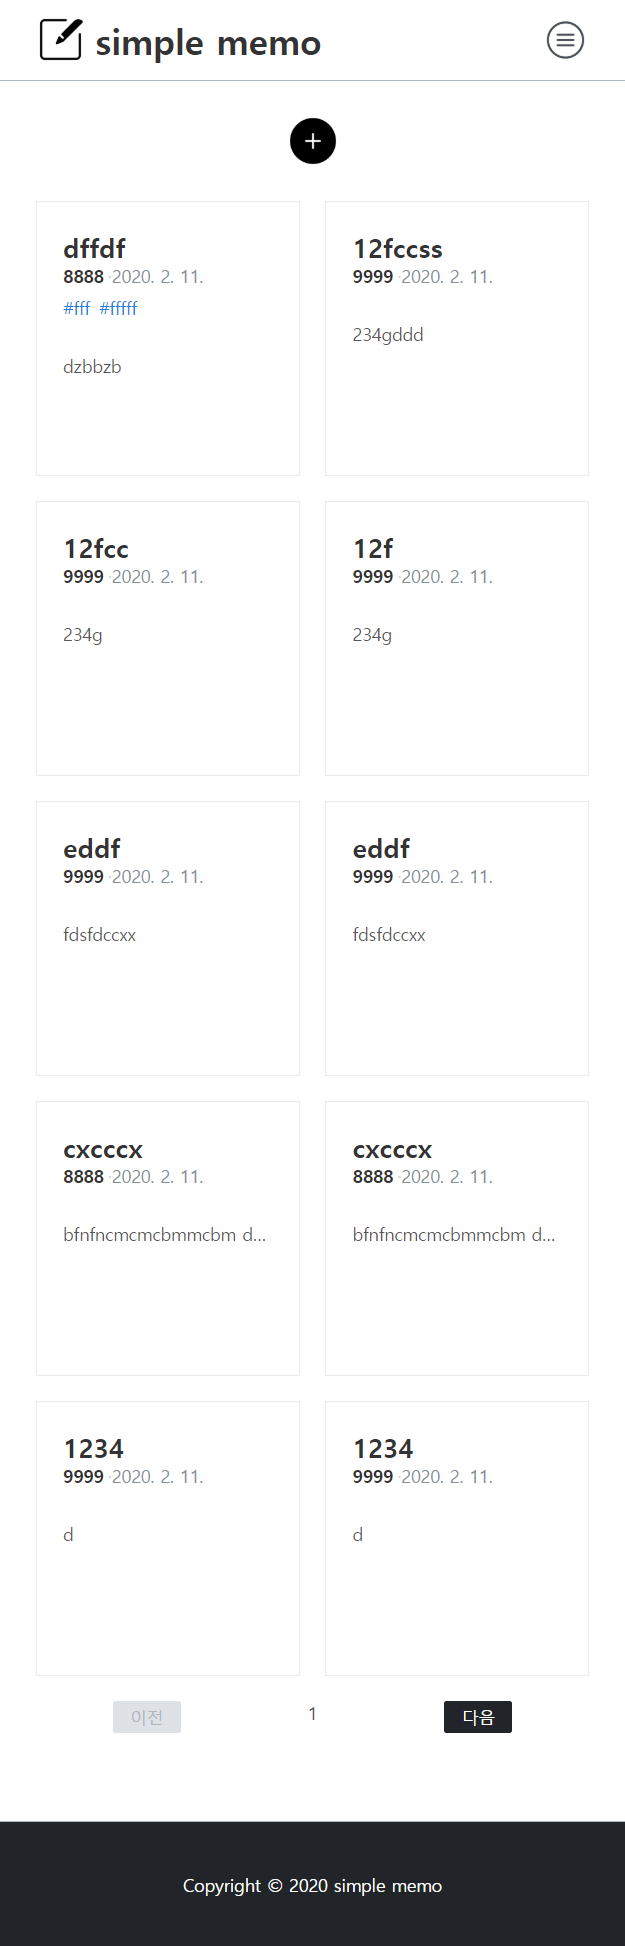 simple memo
dffdf
8888 ·2020. 2. 11.
#fff #fffff
dzbbzb
12fccss
9999 ·2020. 2. 11.
234gddd
12fcc
9999 ·2020. 2. 11.
234g
12f
9999 ·2020. 2. 11.
234g
eddf
9999 ·2020. 2. 11.
fdsfdccxx
eddf
9999 ·2020. 2. 11.
fdsfdccxx
cxcccx
8888 ·2020. 2. 11.
bfnfncmcmcbmmcbm d...
cxcccx
8888 ·2020. 2. 11.
bfnfncmcmcbmmcbm d...
1234
9999 ·2020. 2. 11.
d
1234
9999 ·2020. 2. 11.
d
이전 1 다음
Copyright © 2020 simple memo